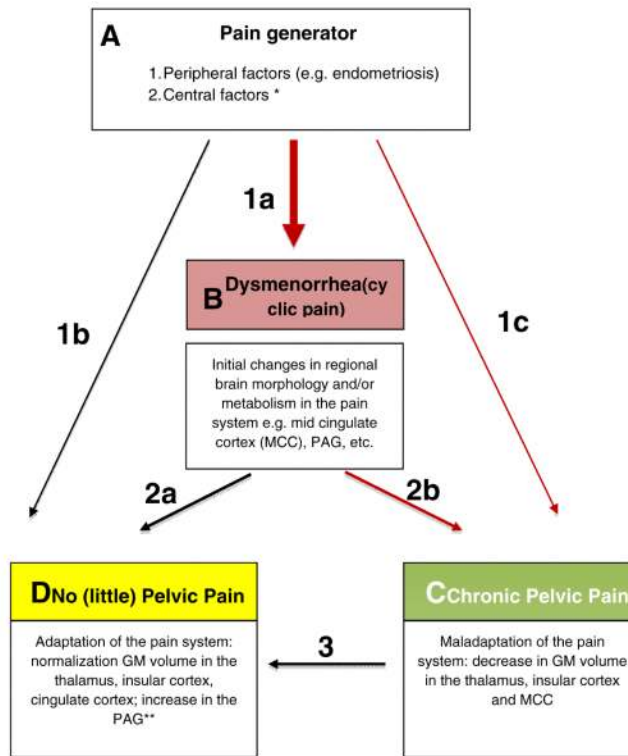 A
Pain generator
1.Peripheral factors (e.g. endometriosis)
2.Central factors *
1a
1b
1c
B
Dysmenorrhea(cy
clic pain)
Initial changes in regional
brain morphology and/or
metabolism in the pain
system e.g. mid cingulate
cortex (MCC), PAG, etc.
2a
2b
D No (little) Pelvic Pain
Adaptation of the pain system:
normalization GM volume in the
thalamus, insular cortex,
cingulate cortex; increase in the
PAG**
3
C Chronic Pelvic Pain
Maladaptation of the pain
system: decrease in GM volume
in the thalamus, insular cortex
and MCC